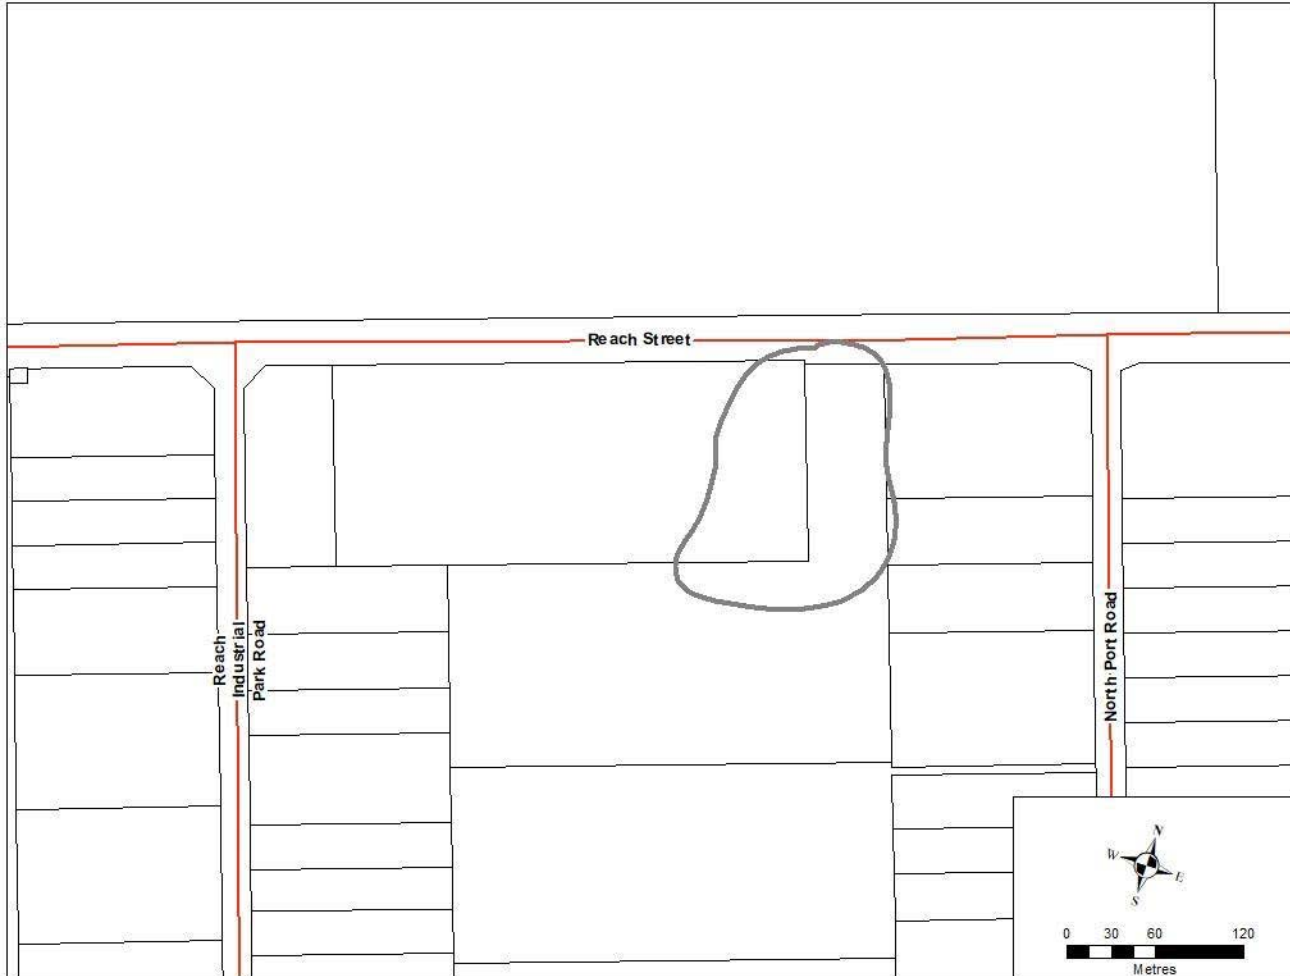 Reach Street
Reach
Industrial
Park Road
North Port Road
N
W
E
S
0 30 60 120
Metres